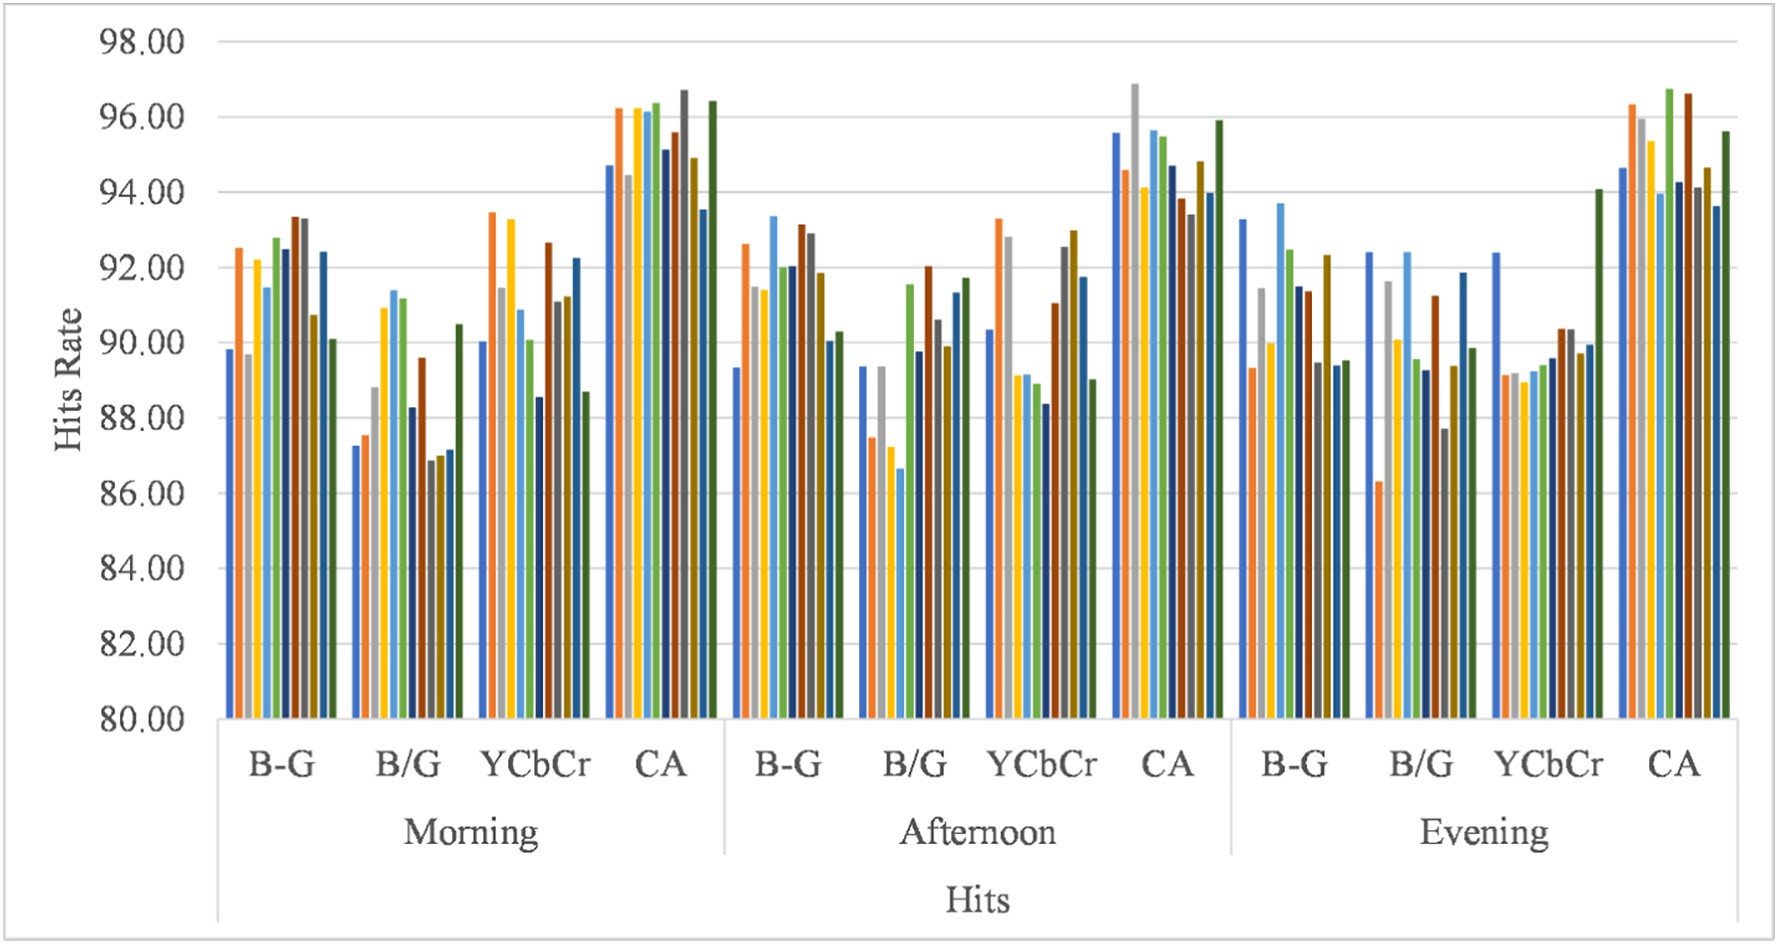 98.00
96.00
94.00
92.00
90.00
88.00
86.00
84.00
82.00
80.00
Hits Rate
B-G B/G YCbCr CA B-G B/G YCbCr CA B-G B/G YCbCr CA
Morning Afternoon Evening
Hits